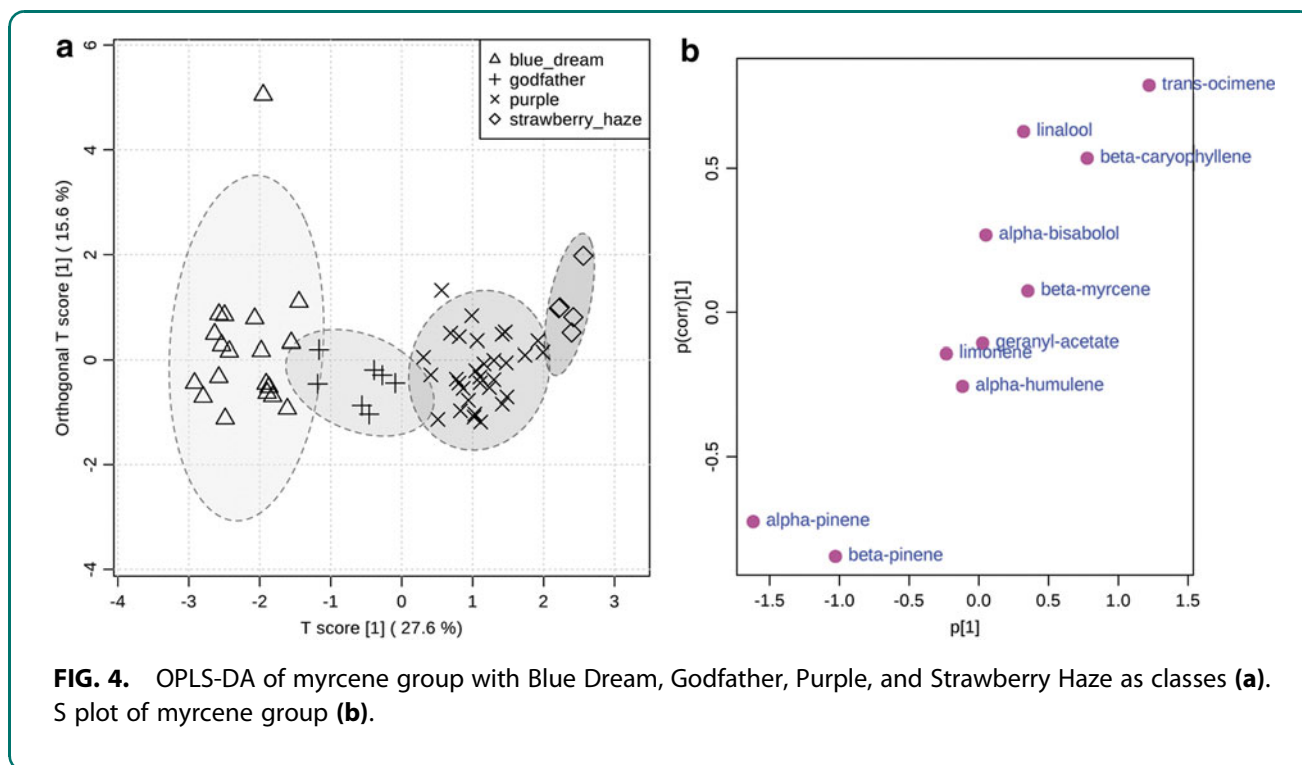 a
6
4
2
0
-2
-4
Orthogonal T score [1] ( 15.6 %)
blue_dream
godfather
purple
strawberry_haze
-4 -3 -2 -1 0 1 2 3
T score [1] ( 27.6 %)
b
0.5
0.0
-0.5
p(corr)[1]
trans-ocimene
linalool
beta-caryophyllene
alpha-bisabolol
beta-myrcene
geranyl-acetate
limonene
alpha-humulene
alpha-pinene
beta-pinene
-1.5 -1.0 -0.5 0.0 0.5 1.0 1.5
p[1]
FIG. 4. OPLS-DA of myrcene group with Blue Dream, Godfather, Purple, and Strawberry Haze as classes (a).
S plot of myrcene group (b).